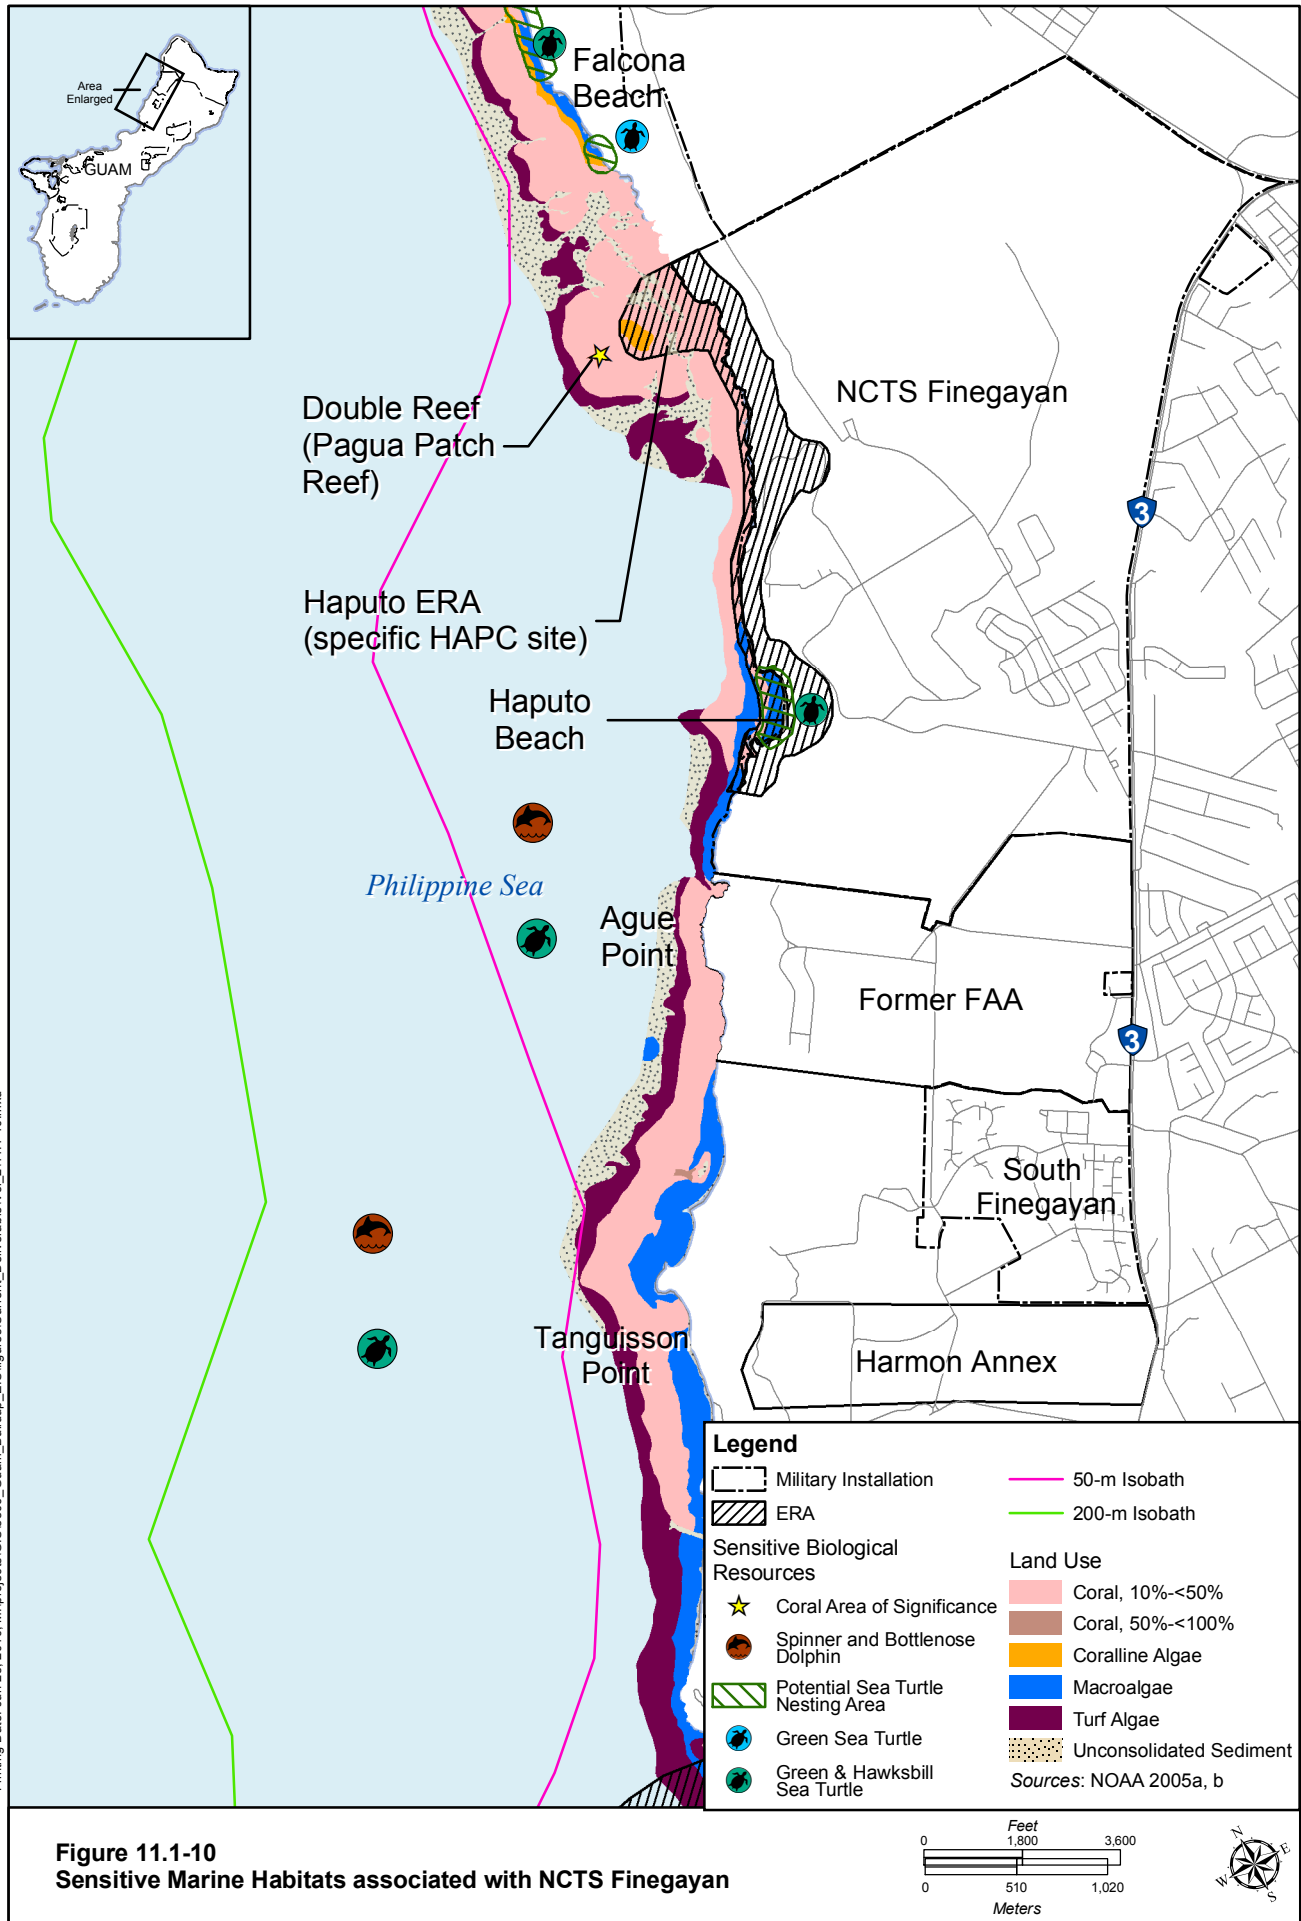 Area
Enlarged
GUAM
Falcona
Beach
NCTS Finegayan
Double Reef
(Pagua Patch
Reef)
3
Haputo ERA
(specific HAPC site)
Haputo
Beach
Philippine Sea
Ague
Point
Former FAA
3
South
Finegayan
Tanguisson
Point
Harmon Annex
Legend
Military Installation
ERA
Sensitive Biological
Resources
Coral Area of Significance
Spinner and Bottlenose
Dolphin
Potential Sea Turtle
Nesting Area
Green Sea Turtle
Green & Hawksbill
Sea Turtle
50-m Isobath
200-m Isobath
Land Use
Coral, 10%-<50%
Coral, 50%-<100%
Coralline Algae
Macroalgae
Turf Algae
Unconsolidated Sediment
Sources: NOAA 2005a, b
Figure 11.1-10
Sensitive Marine Habitats associated with NCTS Finegayan
Feet
0 1,800 3,600
0 510 1,020
Meters
N
E
W
S